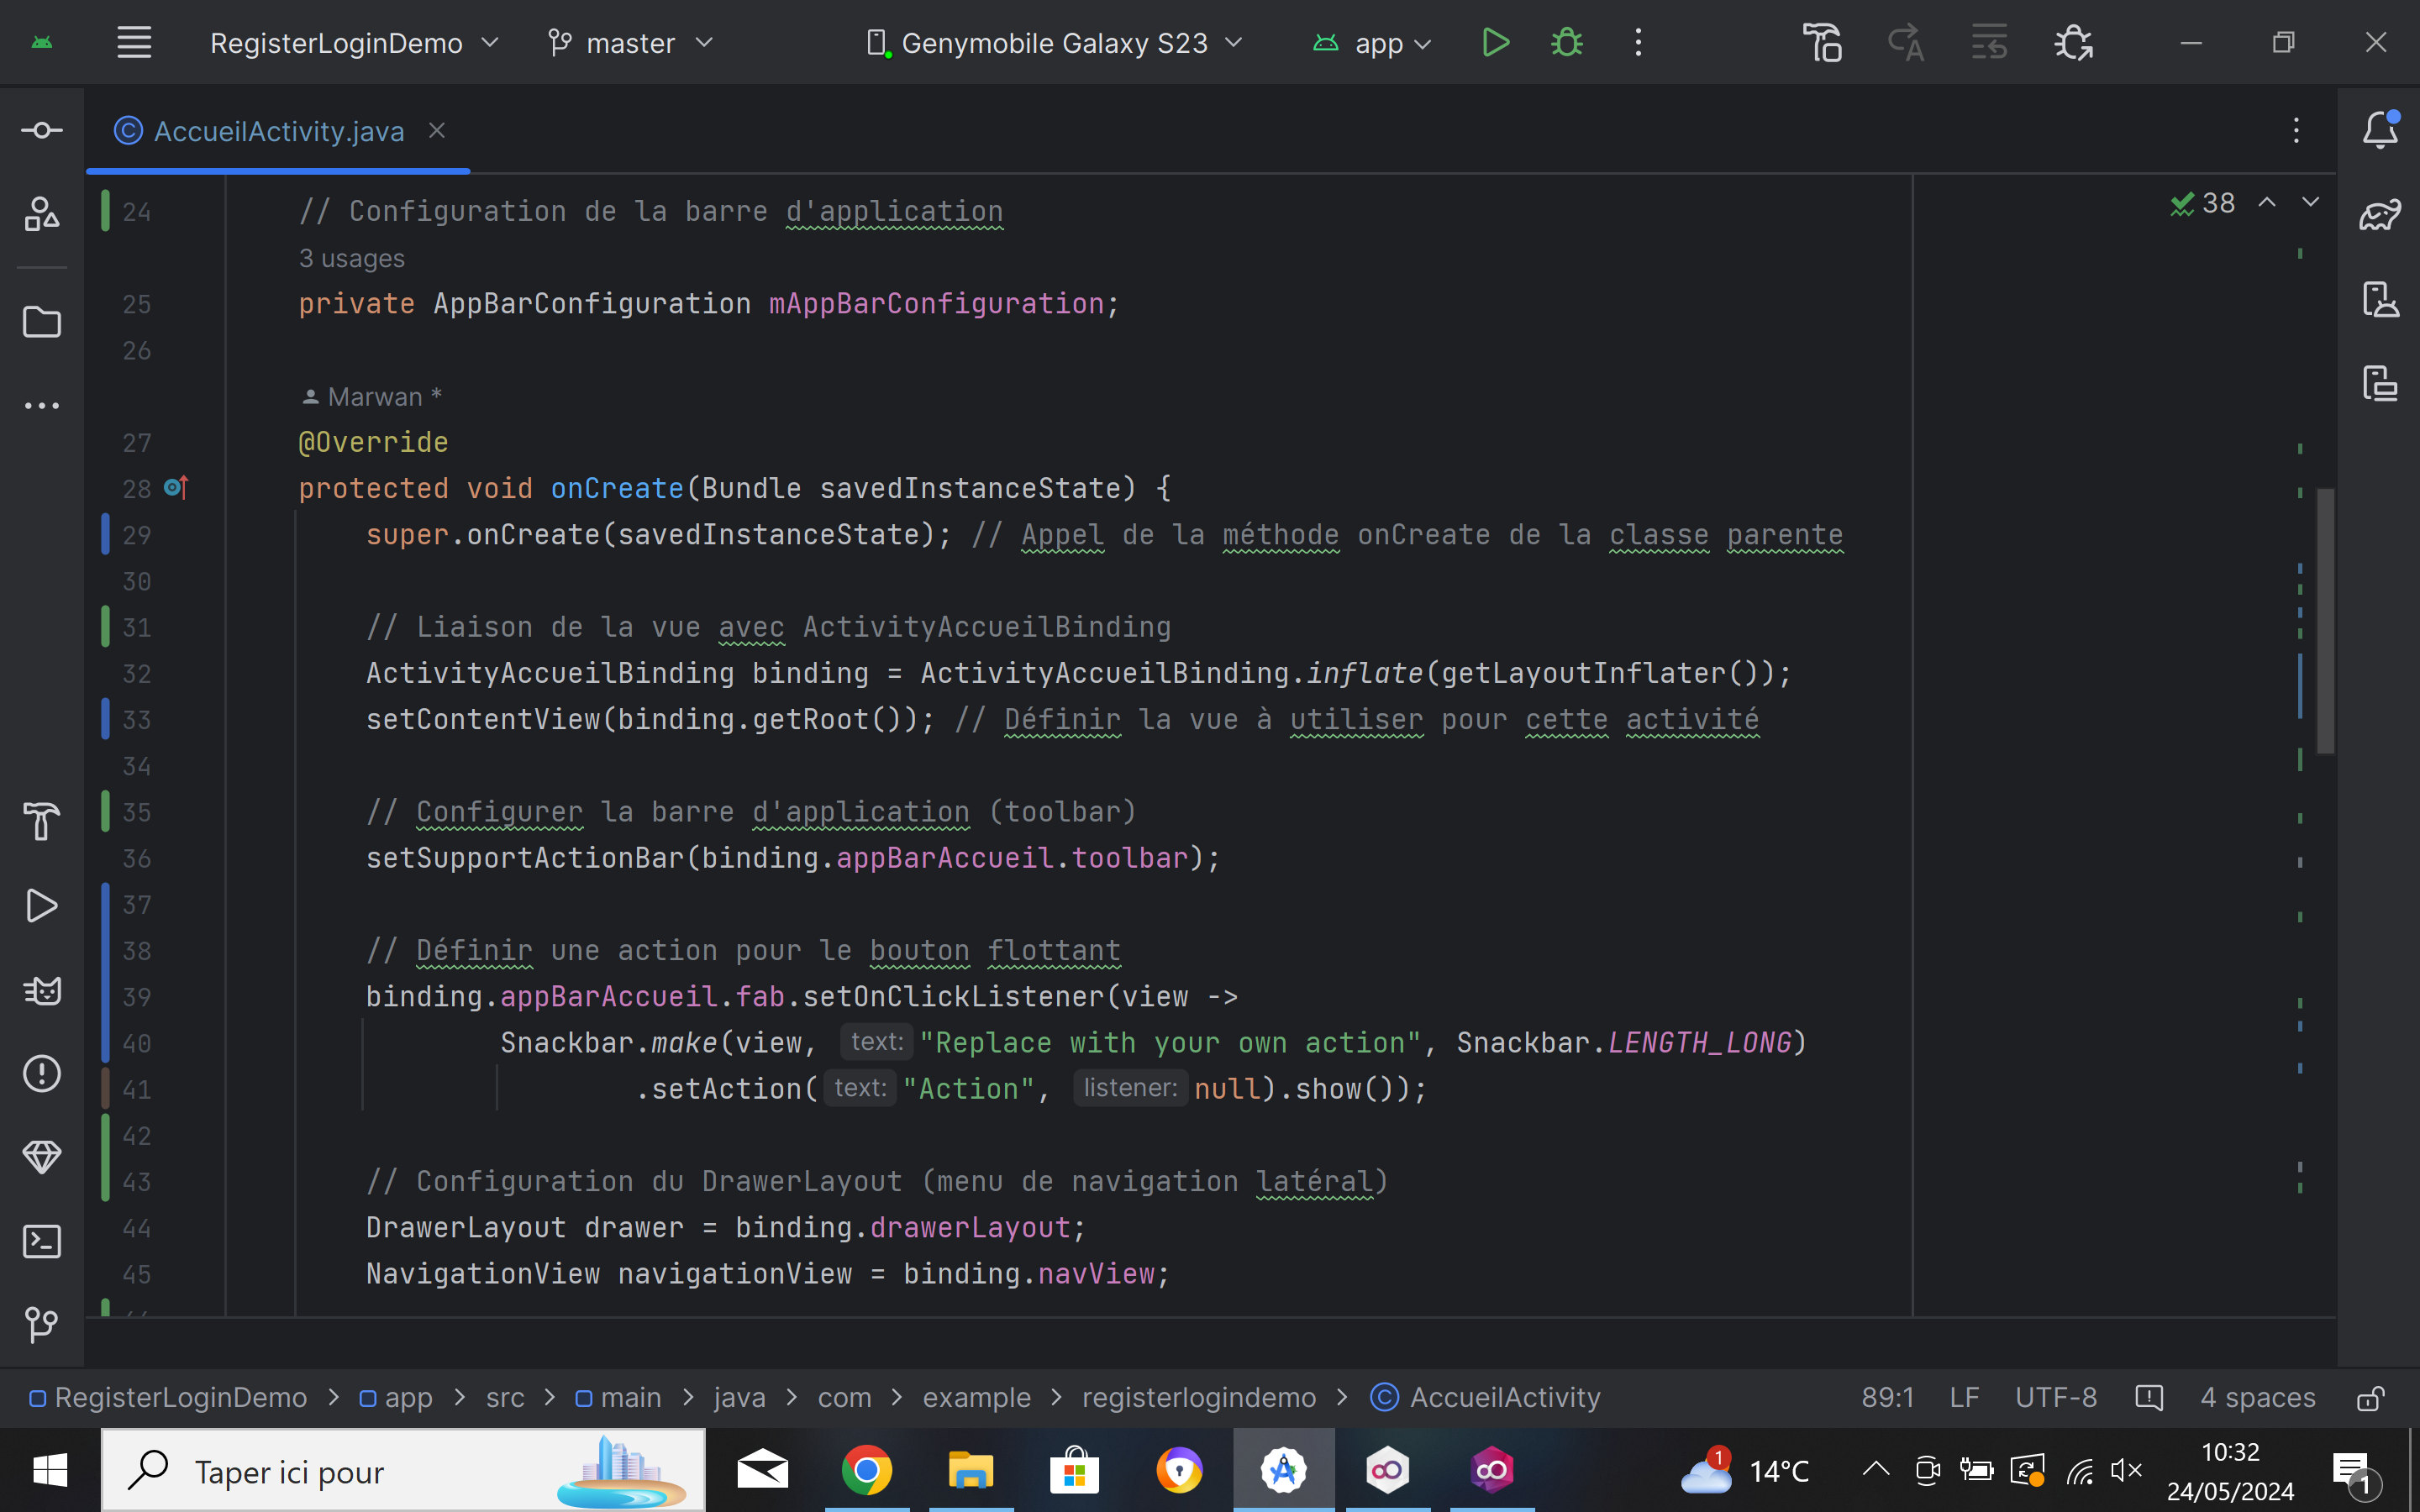 RegisterLoginDemo master Genymobile Galaxy S23 app
AccueilActivity.java
38
24 // Configuration de la barre d'application
3 usages
25 private AppBarConfiguration mAppBarConfiguration;
26
Marwan *
27 @Override
28 protected void onCreate(Bundle savedInstanceState) {
29 super.onCreate(savedInstanceState); // Appel de la méthode onCreate de la classe parente
30
31 // Liaison de la vue avec ActivityAccueilBinding
32 ActivityAccueilBinding binding = ActivityAccueilBinding.inflate(getLayoutInflater());
33 setContentView(binding.getRoot()); // Définir la vue à utiliser pour cette activité
34
35 // Configurer la barre d'application (toolbar)
36 setSupportActionBar(binding.appBarAccueil.toolbar);
37
38 // Définir une action pour le bouton flottant
39 binding.appBarAccueil.fab.setOnClickListener(view ->
40 Snackbar.make(view, text: "Replace with your own action", Snackbar.LENGTH_LONG)
41 .setAction( text: "Action", listener: null).show());
42
43 // Configuration du DrawerLayout (menu de navigation latéral)
44 DrawerLayout drawer = binding.drawerLayout;
45 NavigationView navigationView = binding.navView;
RegisterLoginDemo > app > src > main > java > com > example > registerlogindemo > AccueilActivity 89:1 LF UTF-8 4 spaces
Taper ici pour
1 14°C
10:32
24/05/2024
1